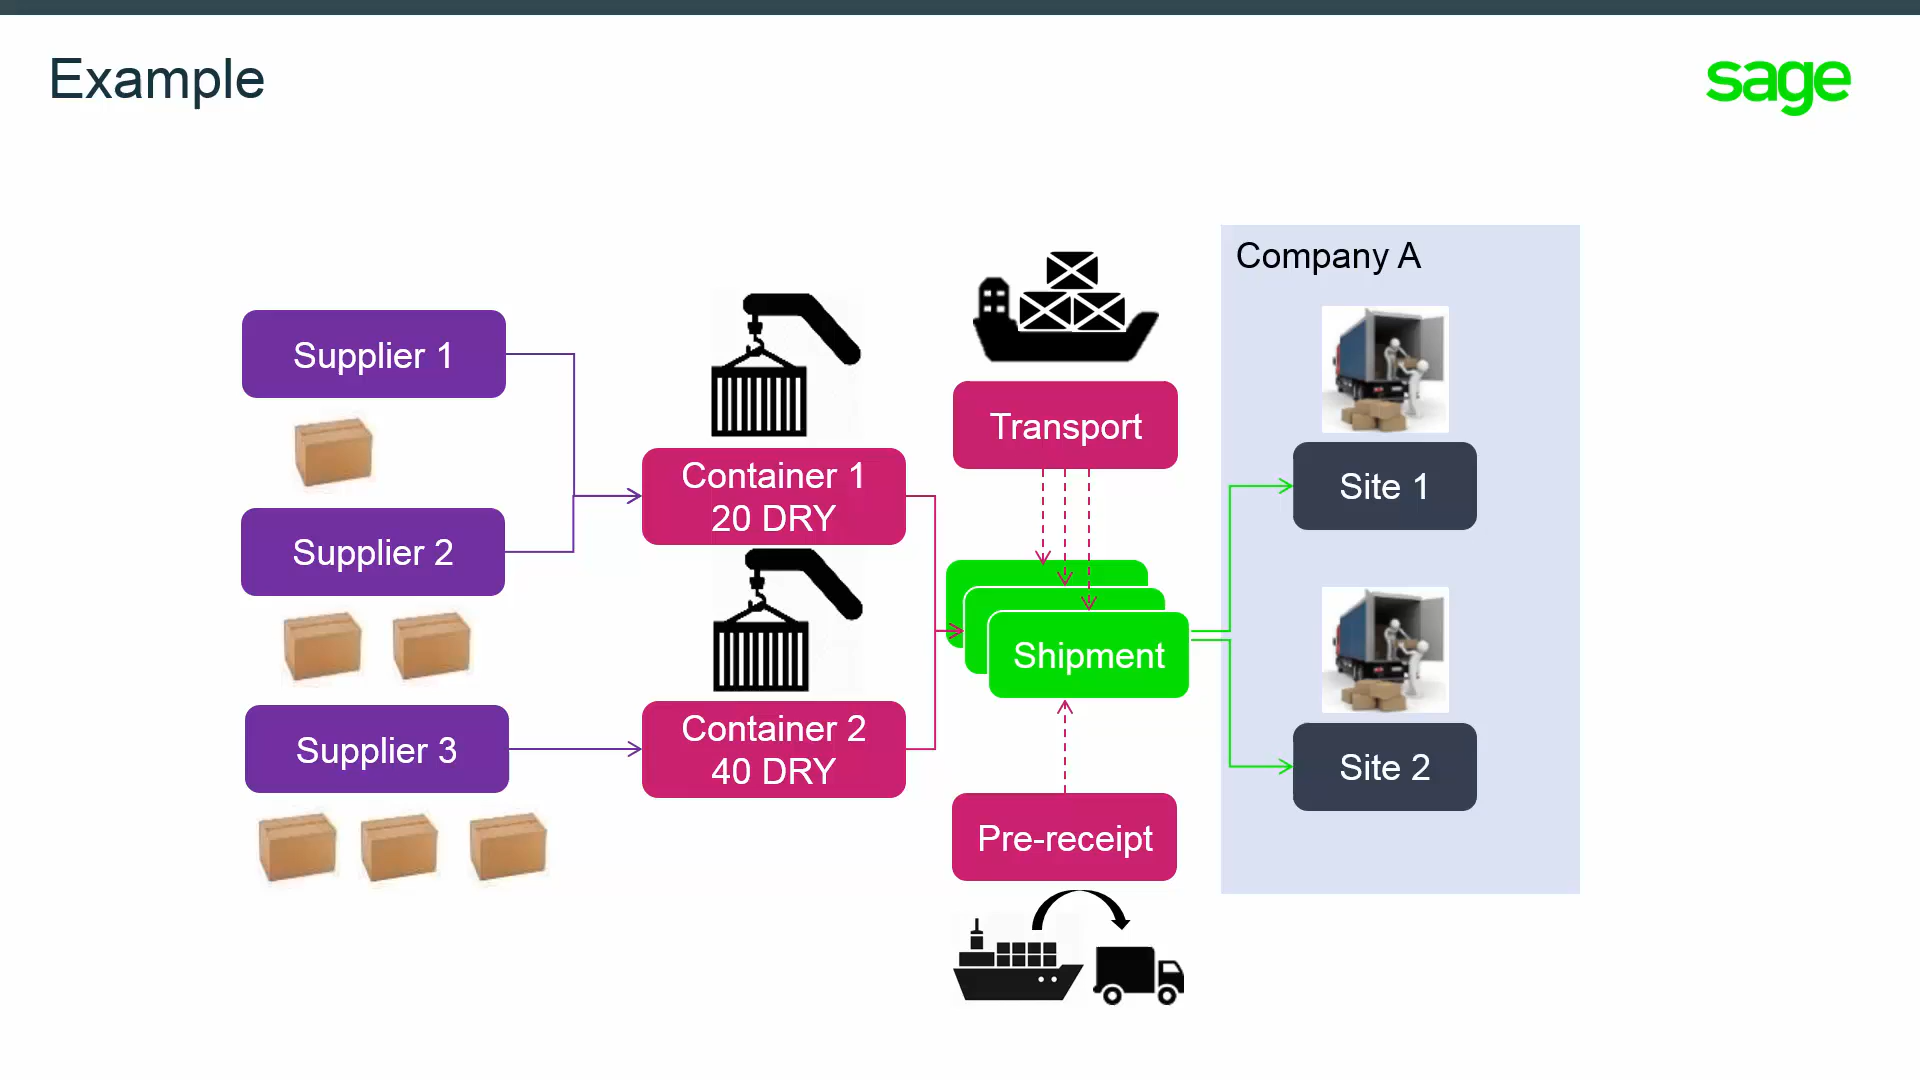 Example
sage
Company A
Supplier 1
Supplier 2
Supplier 3
Container 1
20 DRY
Container 2
40 DRY
Transport
Shipment
Pre-receipt
Site 1
Site 2